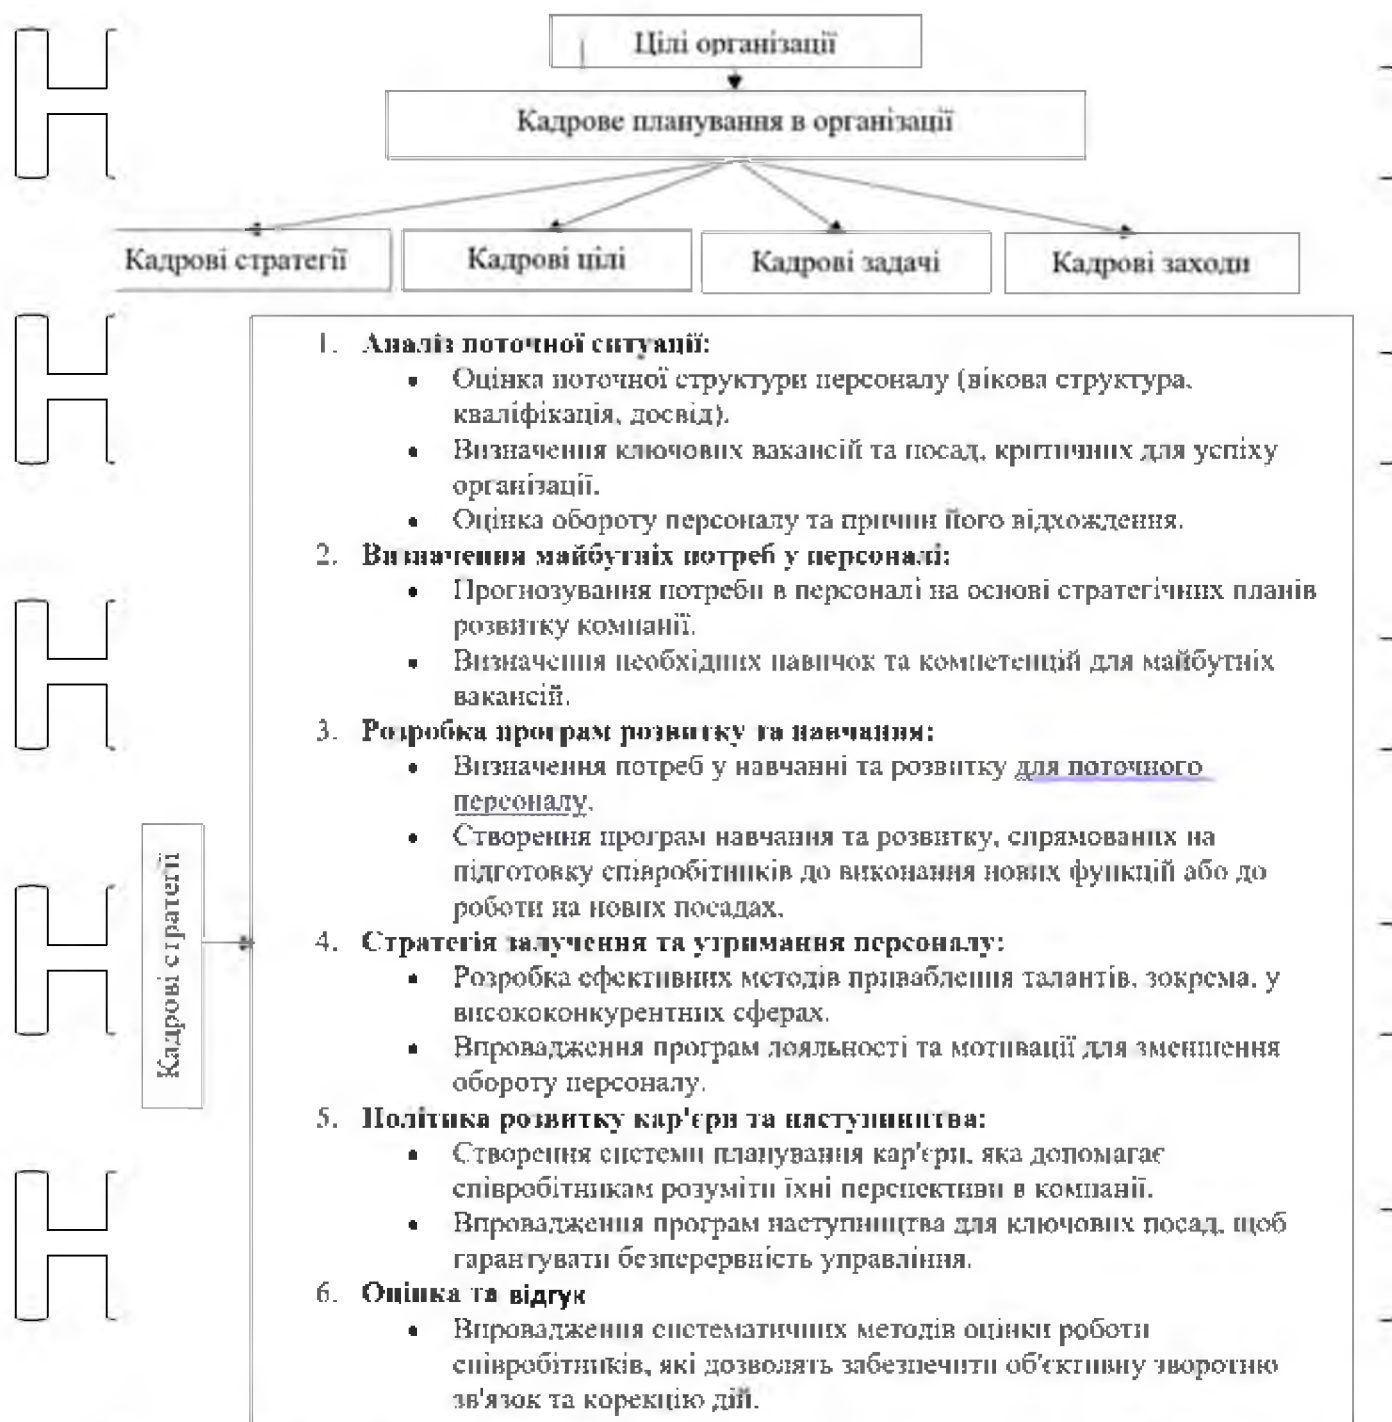 Цілі організації
Кадрове планування в організації
Кадрові стратегії
Кадрові цілі
Кадрові задачі
Кадрові заходи
1. Аналіз поточної ситуації:
• Оцінка поточної структури персоналу (вікова структура,
кваліфікація, досвід).
• Визначення ключових вакансій та посад, критичних для успіху
організації.
• Оцінка обороту персоналу та причин його відхождення.
2. Визначення майбутніх потреб у персоналі:
• Прогнозування потреби в персоналі на основі стратегічних планів
розвитку компанії.
• Визначення необхідних навичок та компетенцій для майбутніх
вакансій.
3. Розробка програм розвитку та навчання:
• Визначення потреб у навчанні та розвитку для поточного
персоналу.
• Створення програм навчання та розвитку, спрямованих на
підготовку співробітників до виконання нових функцій або до
роботи на нових посадах.
Кадрові стратегії
4. Стратегія залучення та утримання персоналу:
• Розробка ефективних методів приваблення талантів, зокрема, у
висококонкурентних сферах.
• Впровадження програм лояльності та мотивації для зменшення
обороту персоналу.
5. Політика розвитку кар'єри та наступництва:
• Створення системи планування кар'єри, яка допомагає
співробітникам розуміти їхні перспективи в компанії.
• Впровадження програм наступництва для ключових посад, щоб
гарантувати безперервність управління.
6. Оцінка та відгук
• Впровадження систематичних методів оцінки роботи
співробітників, які дозволять забезпечити об'єктивну зворотню
зв'язок та корекцію дій.